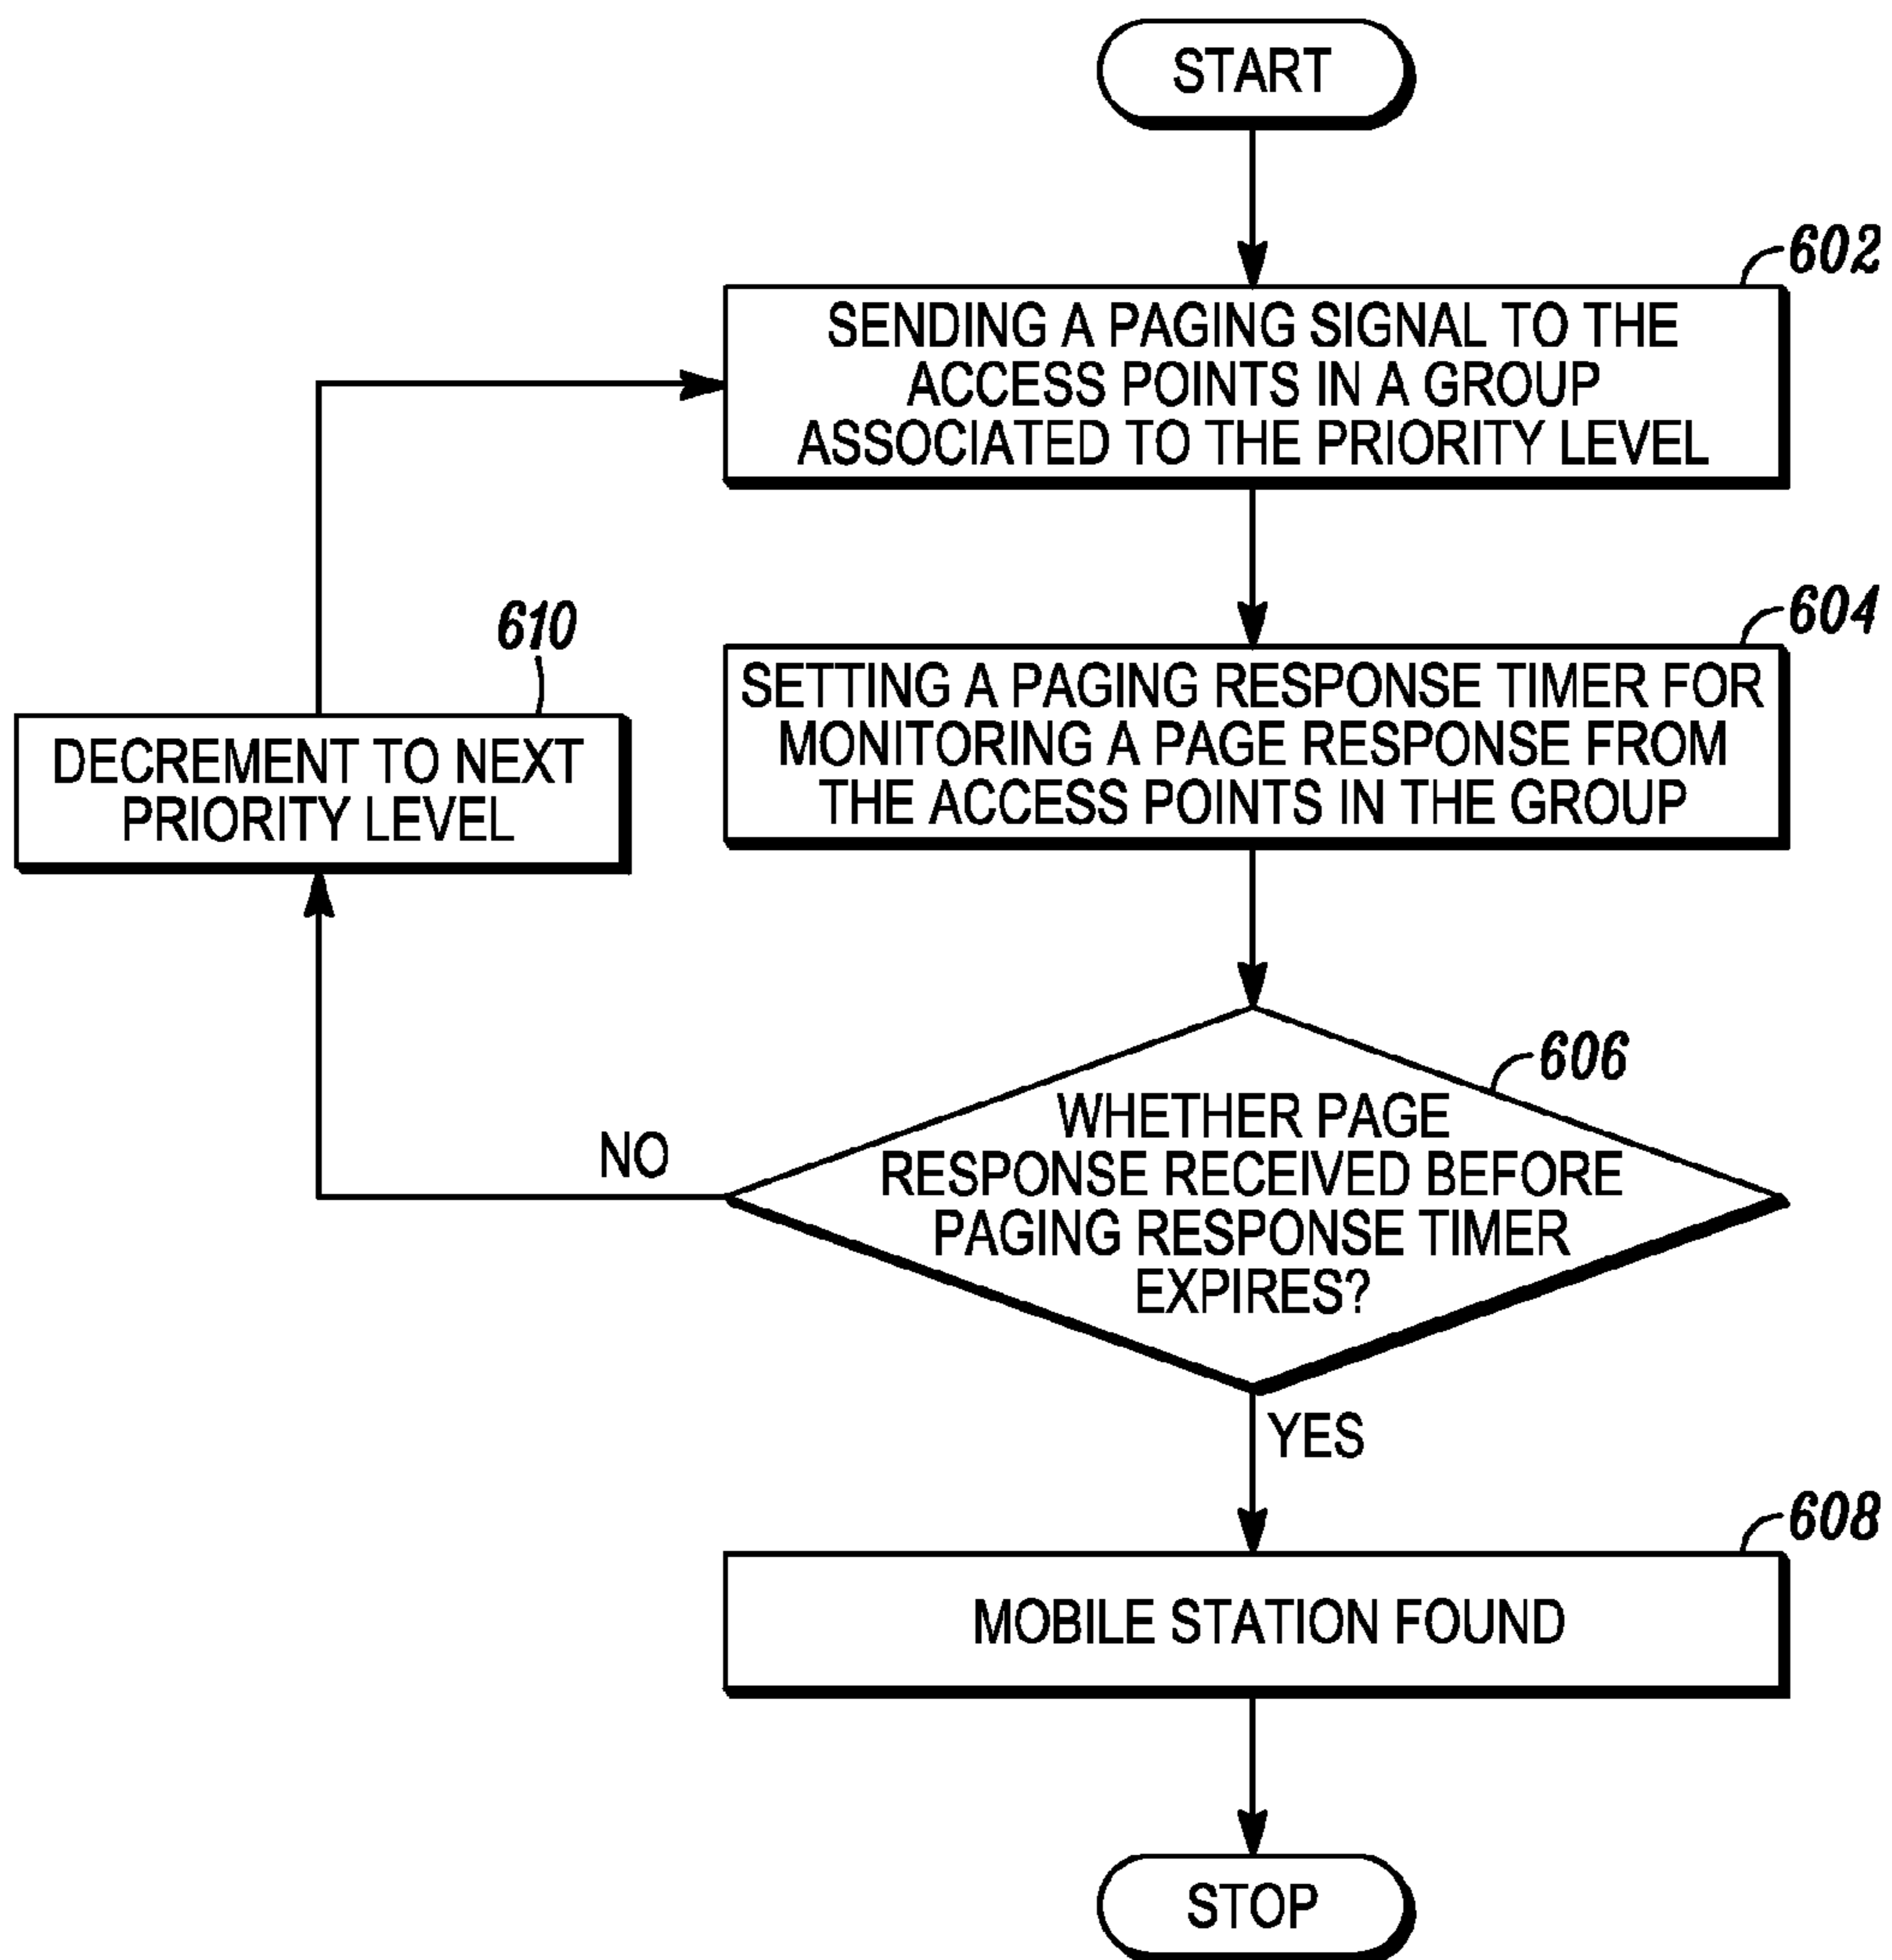 START
602
SENDING A PAGING SIGNAL TO THE
ACCESS POINTS IN A GROUP
ASSOCIATED TO THE PRIORITY LEVEL
604
SETTING A PAGING RESPONSE TIMER FOR
MONITORING A PAGE RESPONSE FROM
THE ACCESS POINTS IN THE GROUP
610
DECREMENT TO NEXT
PRIORITY LEVEL
606
WHETHER PAGE
RESPONSE RECEIVED BEFORE
PAGING RESPONSE TIMER
EXPIRES?
NO
YES
608
MOBILE STATION FOUND
STOP